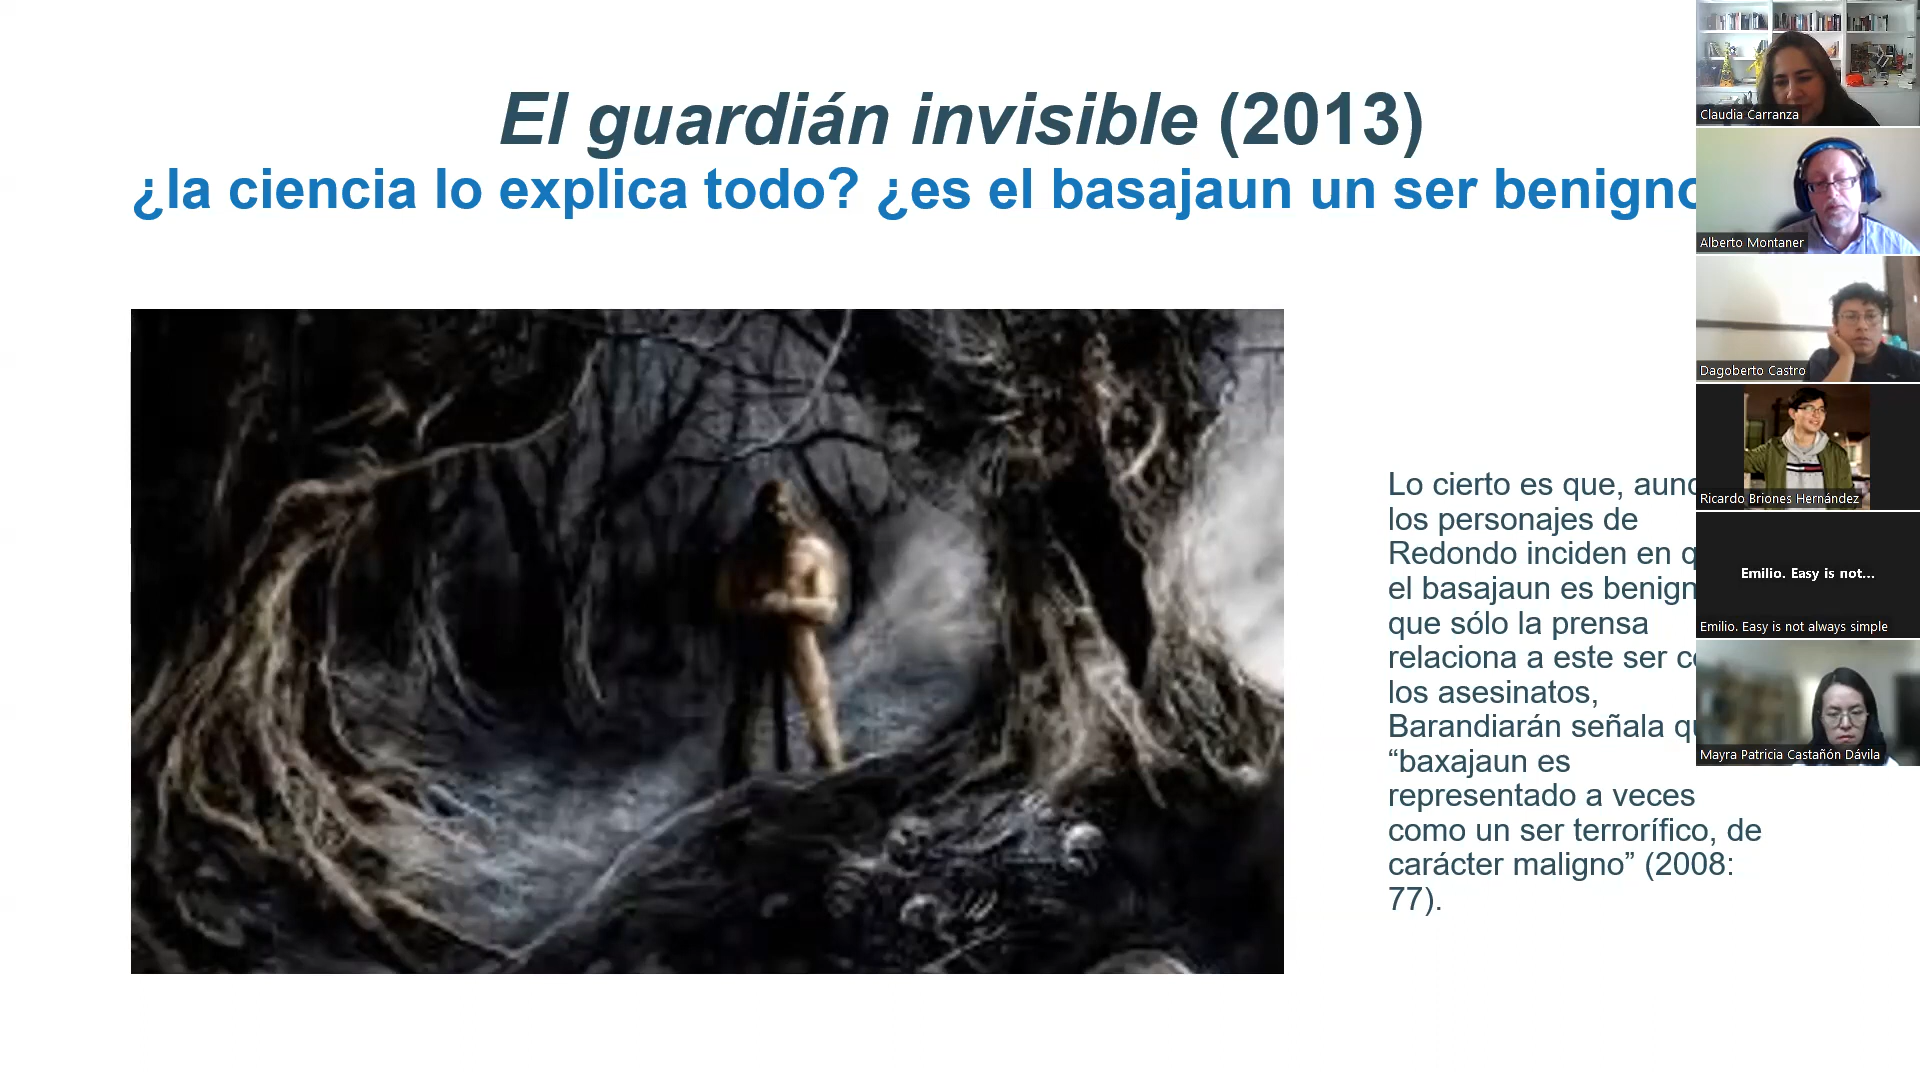 El guardián invisible (2013)
¿la ciencia lo explica todo? ¿es el basajaun un ser benigno
Lo cierto es que, aunq
los personajes de
Redondo inciden en q
el basajaun es benign
que sólo la prensa
relaciona a este ser co
los asesinatos,
Barandiarán señala qu
“baxajaun es
representado a veces
como un ser terrorífico, de
carácter maligno” (2008:
77).
Claudia Carranza
Alberto Montaner
Dagoberto Castro
Ricardo Briones Hernández
Emilio. Easy is not...
Emilio. Easy is not always simple
Mayra Patricia Castañón Dávila